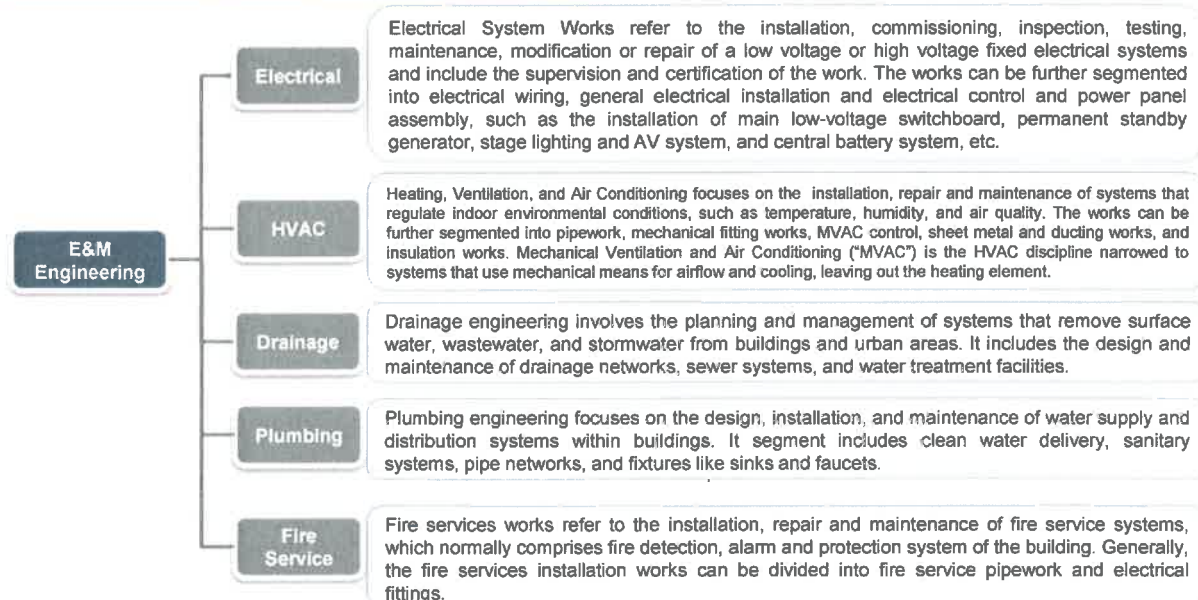 Electrical System Works refer to the installation, commissioning, inspection, testing,
maintenance, modification or repair of a low voltage or high voltage fixed electrical systems
Electrical
and include the supervision and certification of the work. The works can be further segmented
into electrical wiring, general electrical installation and electrical control and power panel
assembly, such as the installation of main low-voltage switchboard, permanent standby
generator, stage lighting and AV system, and central battery system, etc.
Heating, Ventilation, and Air Conditioning focuses on the installation, repair and maintenance of systems that
regulate indoor environmental conditions, such as temperature, humidity, and air quality. The works can be
HVAC
further segmented into pipework, mechanical fitting works, MVAC control, sheet metal and ducting works, and
insulation works. Mechanical Ventilation and Air Conditioning ("MVAC") is the HVAC discipline narrowed to
systems that use mechanical means for airflow and cooling, leaving out the heating element.
E&M
Engineering
Drainage engineering involves the planning and management of systems that remove surface
Drainage
water, wastewater, and stormwater from buildings and urban areas. It includes the design and
maintenance of drainage networks, sewer systems, and water treatment facilities.
Plumbing engineering focuses on the design, installation, and maintenance of water supply and
Plumbing
distribution systems within buildings. It segment includes clean water delivery, sanitary
systems, pipe networks, and fixtures like sinks and faucets.
Fire services works refer to the installation, repair and maintenance of fire service systems,
Fire
Service
which normally comprises fire detection, alarm and protection system of the building. Generally,
the fire services installation works can be divided into fire service pipework and electrical
fittings.